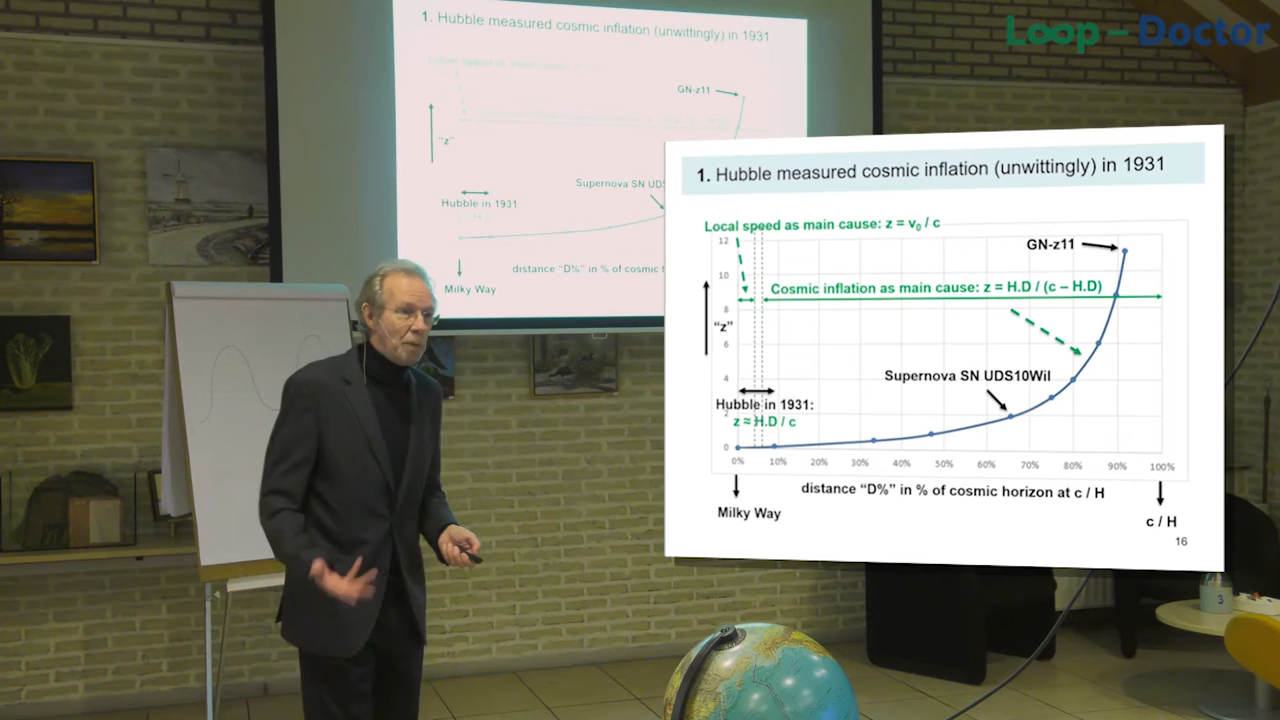 Loop – Doctor
1. Hubble measured cosmic inflation (unwittingly) in 1931
GN-z11
"z"
Supernova SN UDS
Hubble in 1931
distance "D%" in % of cosmic
Milky Way
1. Hubble measured cosmic inflation (unwittingly) in 1931
Local speed as main cause: z = v₀ / c
GN-z11
Cosmic inflation as main cause: z = H.D / (c – H.D)
"z"
Supernova SN UDS10Wil
Hubble in 1931:
z ≈ H.D / c
12
10
8
6
4
2
0
0% 10% 20% 30% 40% 50% 60% 70% 80% 90% 100%
distance "D%" in % of cosmic horizon at c / H
Milky Way
c / H
16
3